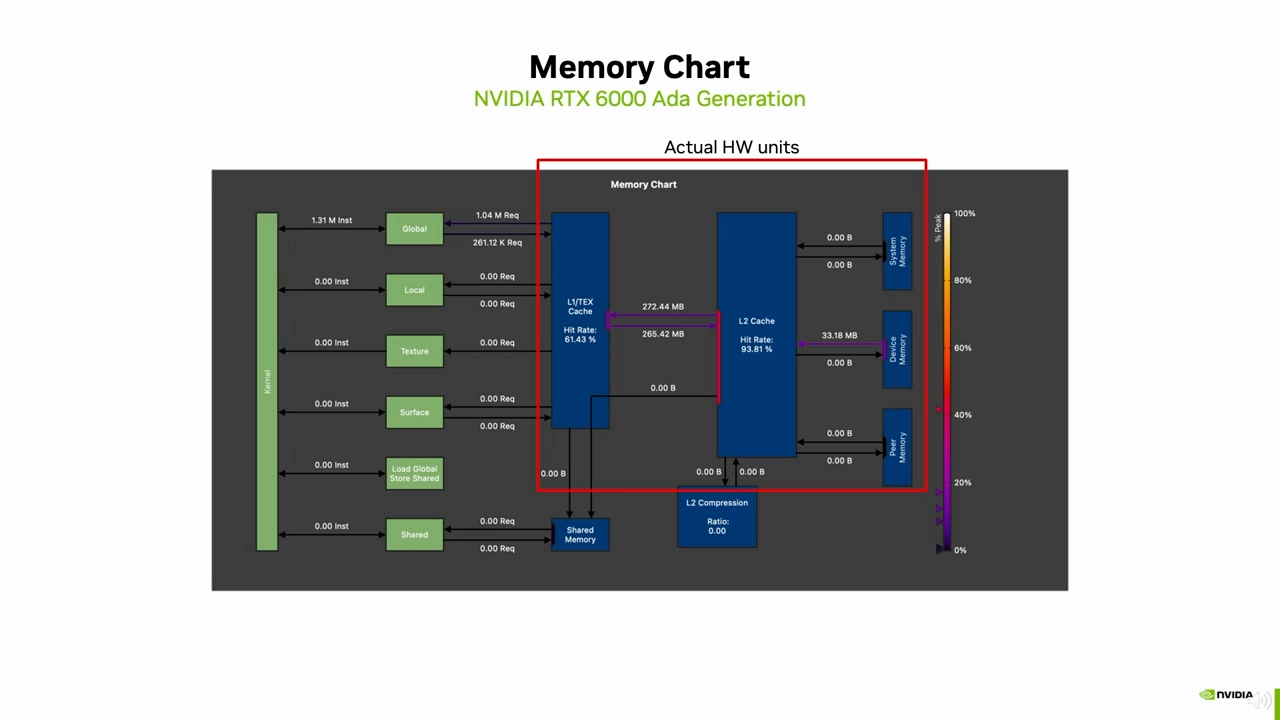 Memory Chart
NVIDIA RTX 6000 Ada Generation
Actual HW units
Memory Chart
Kernel
1.31 M Inst
0.00 Inst
0.00 Inst
0.00 Inst
0.00 Inst
0.00 Inst
Global
Local
Texture
Surface
Load Global
Store Shared
Shared
1.04 M Req
261.12 K Req
0.00 Req
0.00 Req
0.00 Req
0.00 Req
0.00 Req
0.00 Req
0.00 Req
L1/TEX
Cache
Hit Rate:
61.43 %
0.00 B
Shared
Memory
272.44 MB
265.42 MB
0.00 B
L2 Cache
Hit Rate:
93.81 %
0.00 B
0.00 B
L2 Compression
Ratio:
0.00
0.00 B
0.00 B
33.18 MB
0.00 B
0.00 B
0.00 B
System
Memory
Device
Memory
Peer
Memory
% Peak
100%
80%
60%
40%
20%
0%
NVIDIA